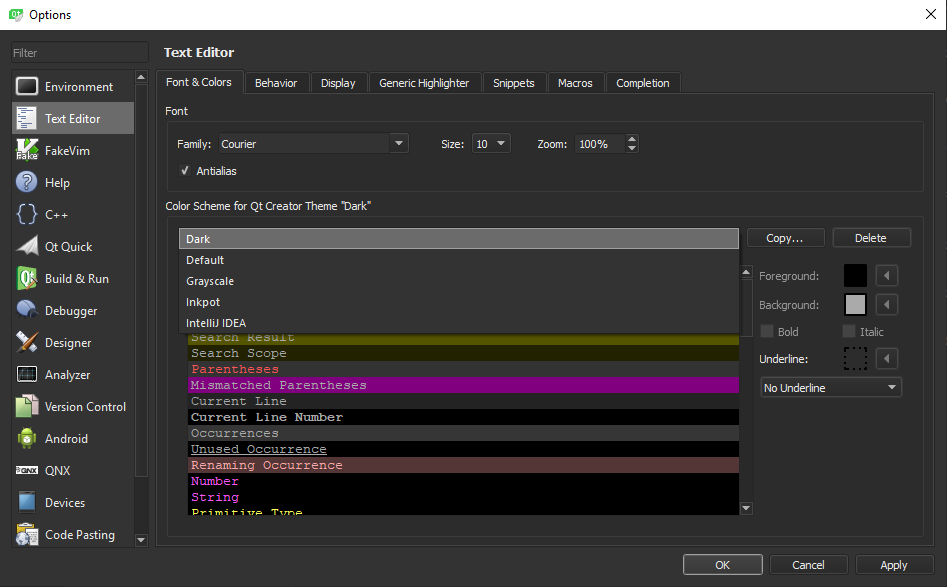 Options
Filter
Environment
Text Editor
FakeVim
Help
C++
Qt Quick
Build & Run
Debugger
Designer
Analyzer
Version Control
Android
QNX
Devices
Code Pasting
Text Editor
Font & Colors Behavior Display Generic Highlighter Snippets Macros Completion
Font
Family: Courier Size: 10 Zoom: 100%
Antialias
Color Scheme for Qt Creator Theme "Dark"
Dark
Default
Grayscale
Inkpot
IntelliJ IDEA
Search Result
Search Scope
Parentheses
Mismatched Parentheses
Current Line
Current Line Number
Occurrences
Unused Occurrence
Renaming Occurrence
Number
String
Primitive Type
Copy... Delete
Foreground:
Background:
Bold Italic
Underline:
No Underline
OK Cancel Apply